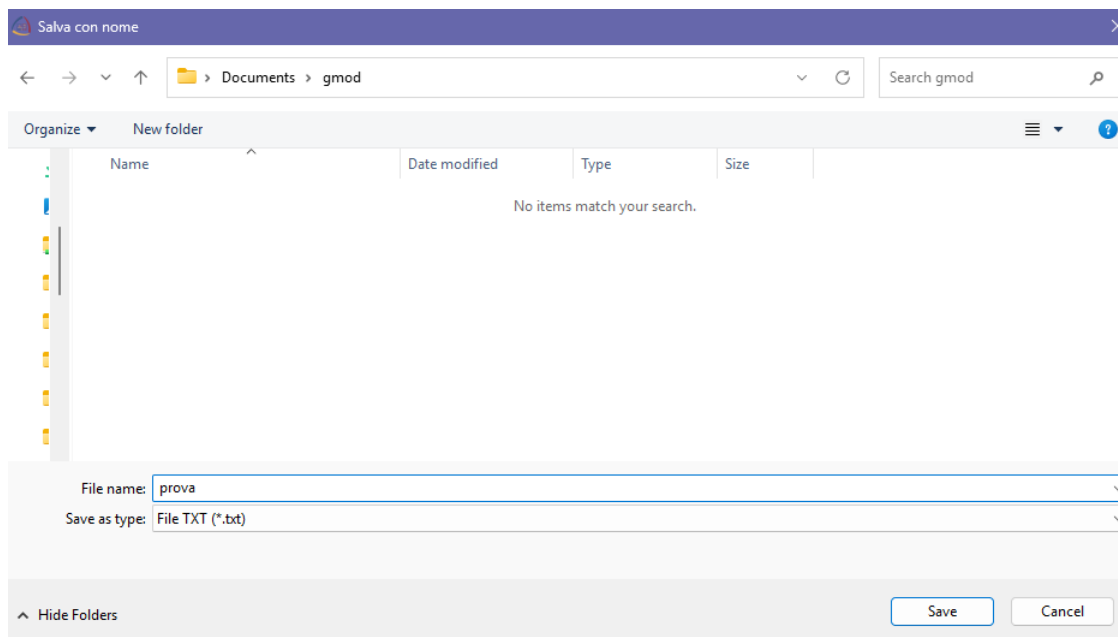 Salva con nome
Documents > gmod
Search gmod
Organize
New folder
?
Name
Date modified
Type
Size
No items match your search.
File name: prova
Save as type: File TXT (*.txt)
Hide Folders
Save
Cancel